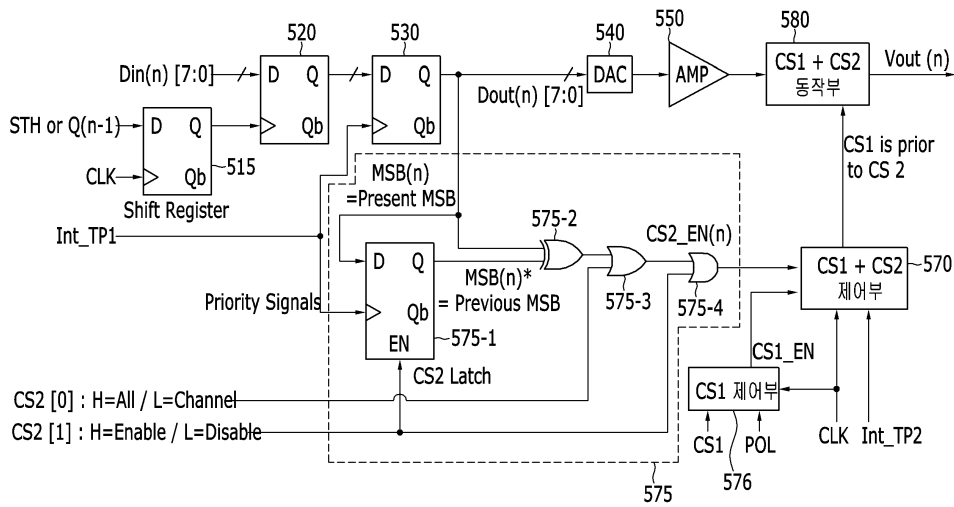 520
530
540
550
580
Din(n) [7:0]
D Q
Qb
D Q
Qb
DAC
AMP
CS1 + CS2
동작부
Vout (n)
Dout(n) [7:0]
STH or Q(n-1)
D Q
Qb
CLK
515
Shift Register
CS1 is prior
to CS 2
MSB(n)
=Present MSB
Int_TP1
575-2
CS2_EN(n)
D Q
Qb
EN
MSB(n)*
= Previous MSB
575-3
575-4
CS1 + CS2
제어부
570
Priority Signals
575-1
CS2 Latch
CS1_EN
CS2 [0] : H=All / L=Channel
CS1 제어부
CS2 [1] : H=Enable / L=Disable
CS1
POL
CLK
Int_TP2
576
575